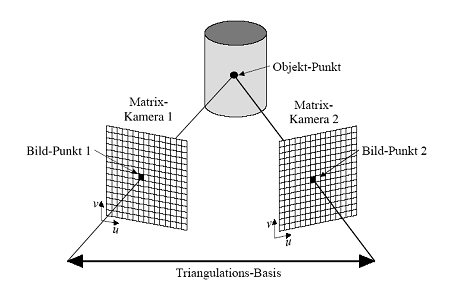 Objekt-Punkt
Matrix-
Kamera 1
Matrix-
Kamera 2
Bild-Punkt 1
Bild-Punkt 2
v
u
v
u
Triangulations-Basis